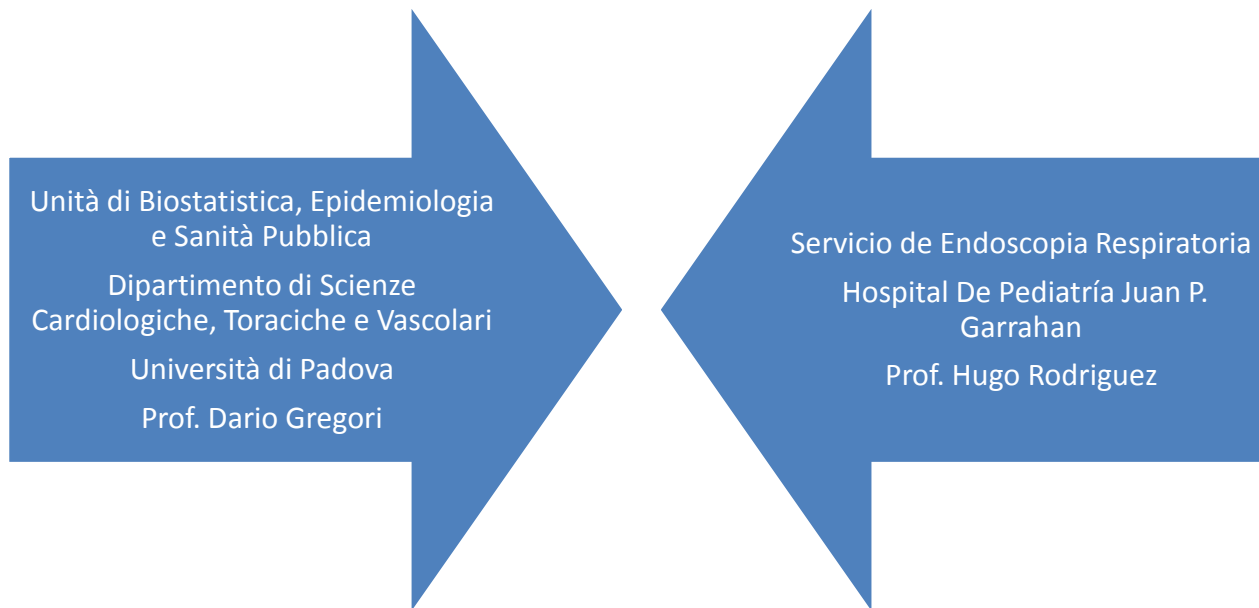 Unità di Biostatistica, Epidemiologia
e Sanità Pubblica
Dipartimento di Scienze
Cardiologiche, Toraciche e Vascolari
Università di Padova
Prof. Dario Gregori
Servicio de Endoscopia Respiratoria
Hospital De Pediatría Juan P.
Garrahan
Prof. Hugo Rodriguez